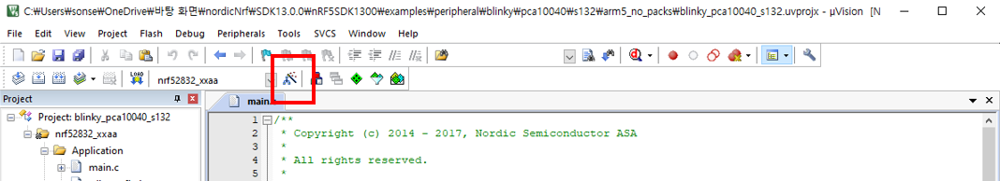 C:₩Users₩sonse₩OneDrive₩바탕 화면₩nordicNrf₩SDK13.0.0₩nRF5SDK1300₩examples₩peripheral₩blinky₩pca10040₩s132₩arm5_no_packs₩blinky_pca10040_s132.uvprojx - µVision [N
File Edit View Project Flash Debug Peripherals Tools SVCS Window Help
LOAD
nrf52832_xxaa
Project
main.c
Project: blinky_pca10040_s132
nrf52832_xxaa
Application
main.c
1 /**
2 * Copyright (c) 2014 - 2017, Nordic Semiconductor ASA
3 *
4 * All rights reserved.
5 *